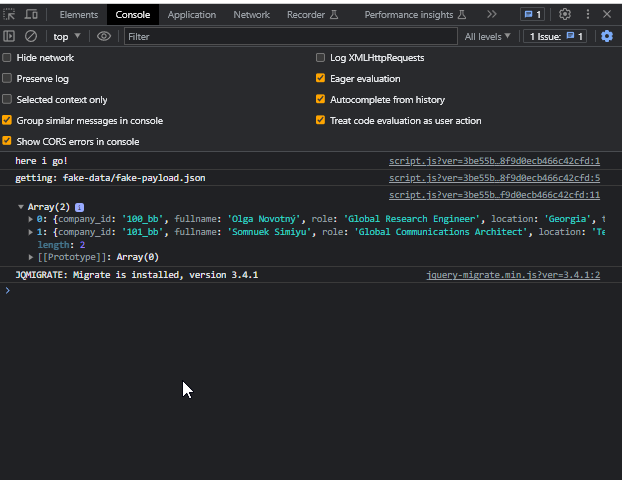 Elements Console Application Network Recorder Performance insights 1
top Filter All levels 1 Issue: 1
Hide network Log XMLHttpRequests
Preserve log Eager evaluation
Selected context only Autocomplete from history
Group similar messages in console Treat code evaluation as user action
Show CORS errors in console
here i go! script.js?ver=3be55b…8f9d0ecb466c42cfd:1
getting: fake-data/fake-payload.json script.js?ver=3be55b…8f9d0ecb466c42cfd:5
script.js?ver=3be55b…f9d0ecb466c42cfd:11
Array(2) i
0: {company_id: '100_bb', fullname: 'Olga Novotný', role: 'Global Research Engineer', location: 'Georgia', t
1: {company_id: '101_bb', fullname: 'Somnuek Simiyu', role: 'Global Communications Architect', location: 'Te
length: 2
[[Prototype]]: Array(0)
JQMIGRATE: Migrate is installed, version 3.4.1 jquery-migrate.min.js?ver=3.4.1:2